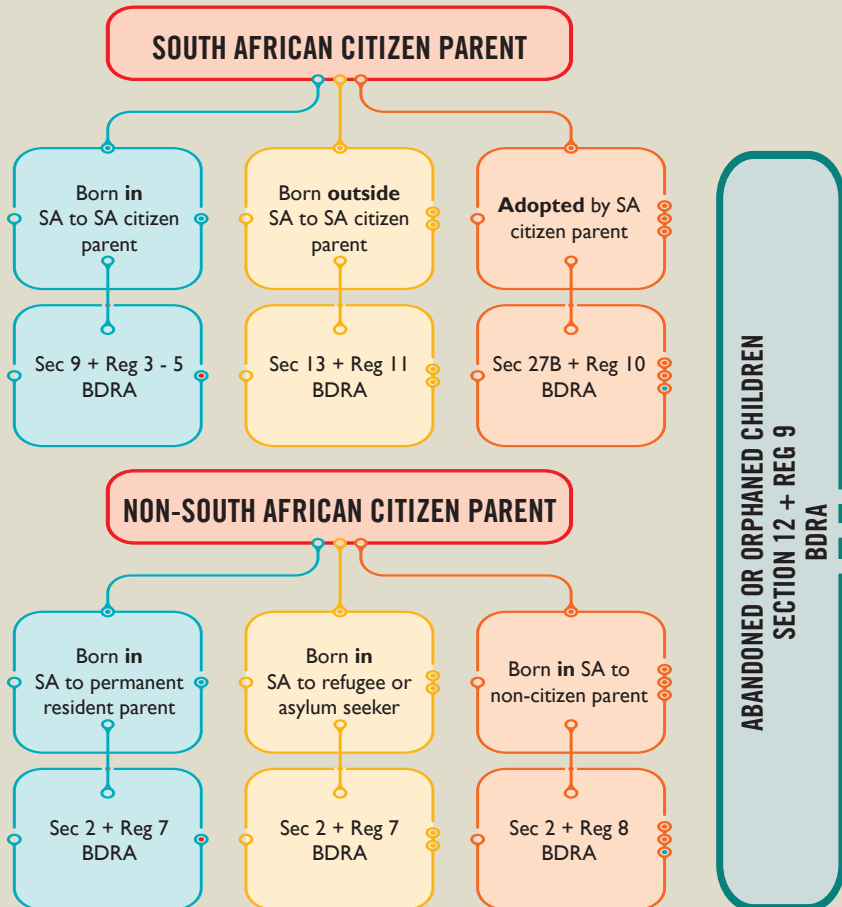 SOUTH AFRICAN CITIZEN PARENT
Born in
SA to SA citizen
parent
Born outside
SA to SA citizen
parent
Adopted by SA
citizen parent
Sec 9 + Reg 3 - 5
BDRA
Sec 13 + Reg 11
BDRA
Sec 27B + Reg 10
BDRA
NON-SOUTH AFRICAN CITIZEN PARENT
Born in
SA to permanent
resident parent
Born in
SA to refugee or
asylum seeker
Born in SA to
non-citizen parent
Sec 2 + Reg 7
BDRA
Sec 2 + Reg 7
BDRA
Sec 2 + Reg 8
BDRA
ABANDONED OR ORPHANED CHILDREN
SECTION 12 + REG 9
BDRA